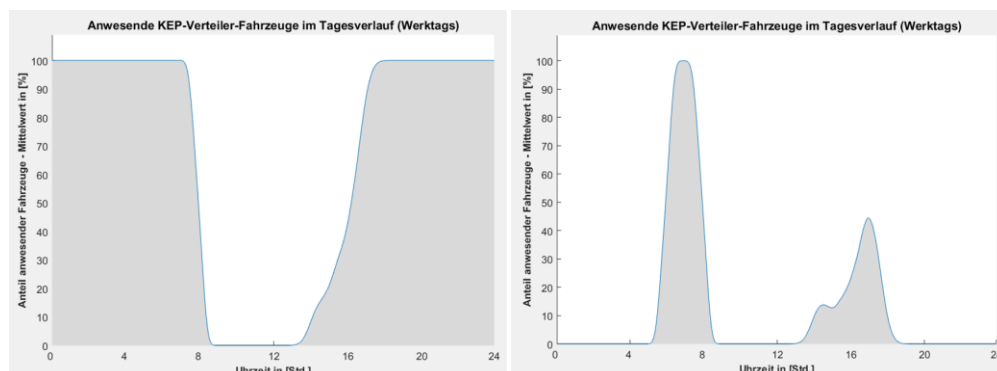 Anwesende KEP-Verteiler-Fahrzeuge im Tagesverlauf (Werktags)
Anteil anwesender Fahrzeuge - Mittelwert in [%]
100
90
80
70
60
50
40
30
20
10
0
0 4 8 12 16 20 24
Uhrzeit in [Std.]
Anwesende KEP-Verteiler-Fahrzeuge im Tagesverlauf (Werktags)
Anteil anwesender Fahrzeuge - Mittelwert in [%]
100
90
80
70
60
50
40
30
20
10
0
0 4 8 12 16 20 24
Uhrzeit in [Std.]